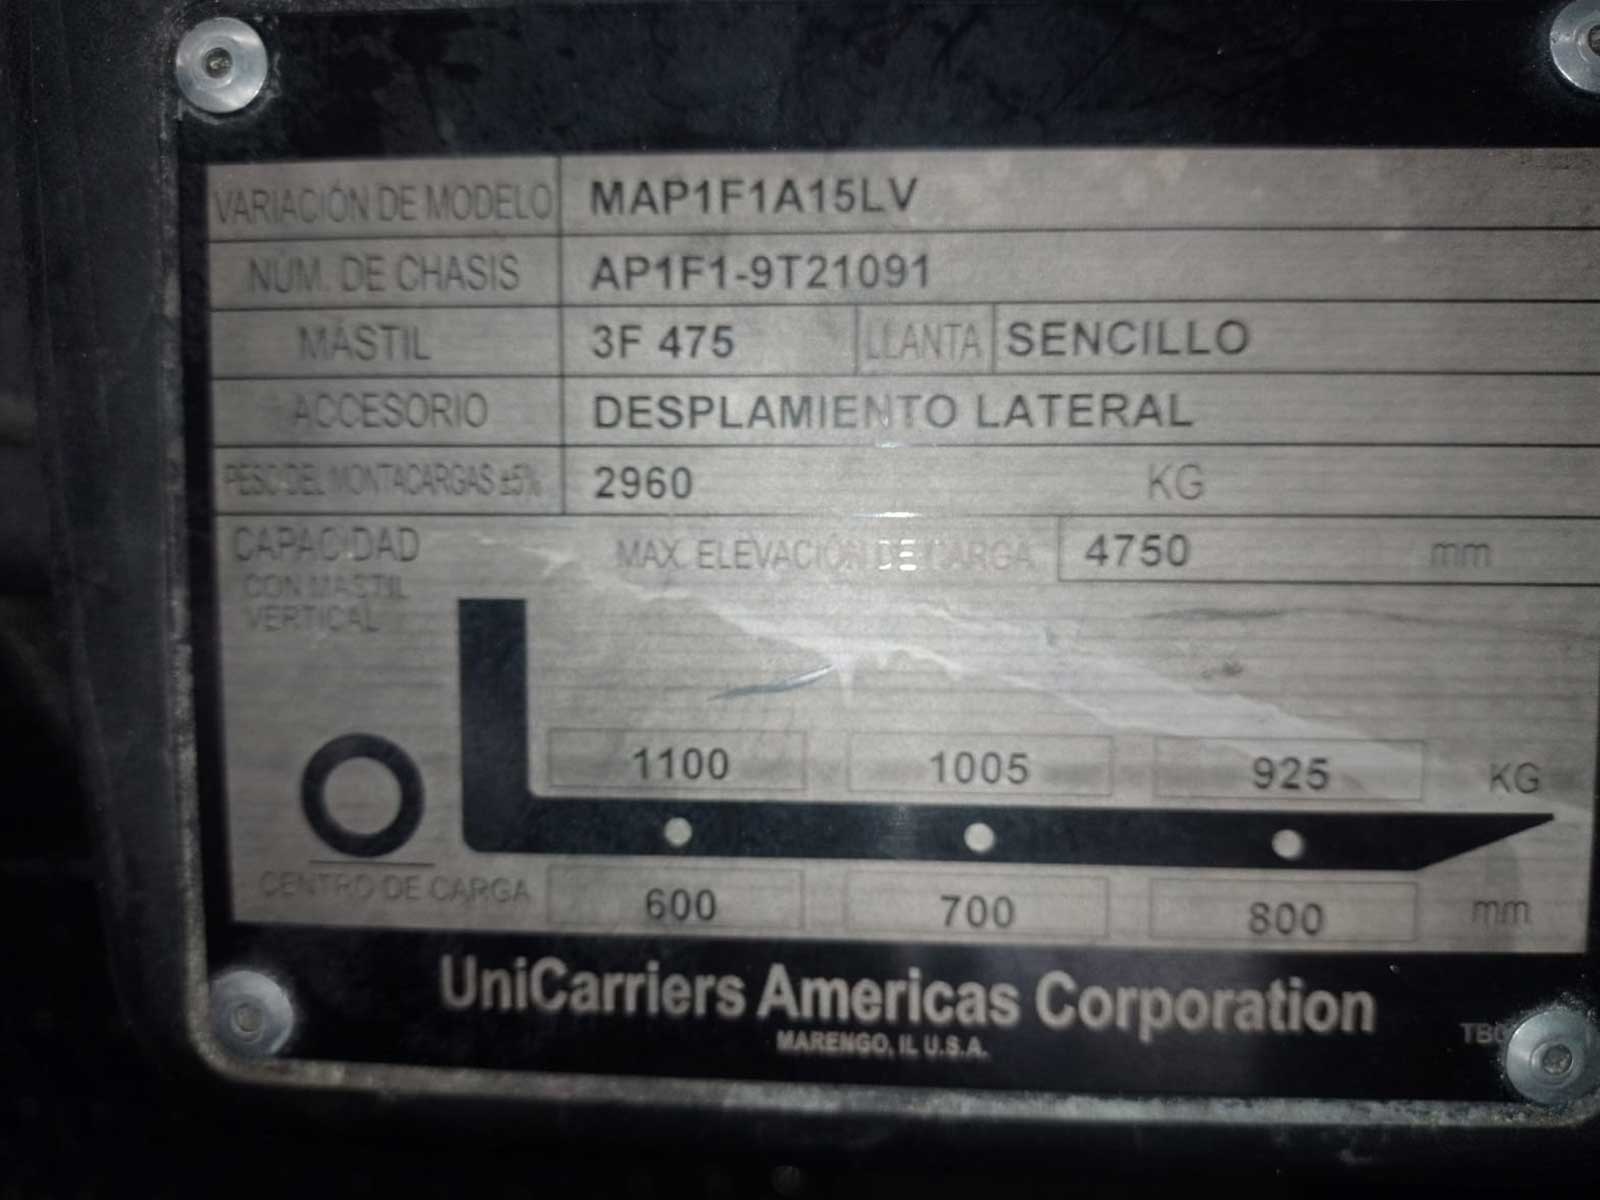 VARIACIÓN DE MODELO MAP1F1A15LV
NÚM. DE CHASIS AP1F1-9T21091
MÁSTIL 3F 475 LLANTA SENCILLO
ACCESORIO DESPLAMIENTO LATERAL
PESO DEL MONTACARGAS ±5% 2960 KG
CAPACIDAD MAX. ELEVACIÓN DE CARGA 4750 mm
CON MÁSTIL
VERTICAL
1100 1005 925 KG
CENTRO DE CARGA 600 700 800 mm
UniCarriers Americas Corporation
MARENGO, IL U.S.A.